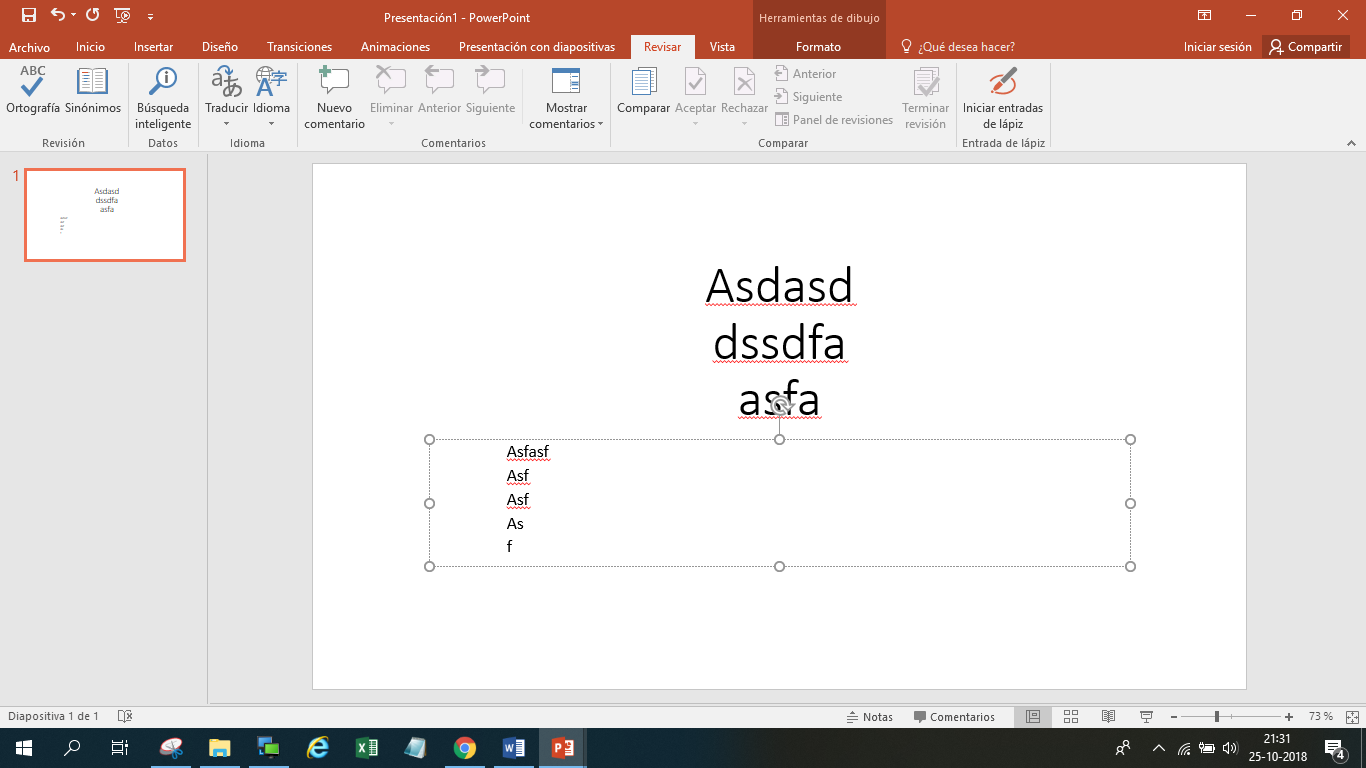 Presentación1 - PowerPoint
Herramientas de dibujo
Archivo Inicio Insertar Diseño Transiciones Animaciones Presentación con diapositivas Revisar Vista Formato ¿Qué desea hacer? Iniciar sesión Compartir
ABC
Ortografía Sinónimos Búsqueda inteligente Traducir Idioma Nuevo comentario Eliminar Anterior Siguiente Mostrar comentarios Comparar Aceptar Rechazar
Anterior
Siguiente
Panel de revisiones
Terminar revisión
Iniciar entradas de lápiz
Revisión Datos Idioma Comentarios Comparar Entrada de lápiz
1
Asdasd
dssdfa
asfa
Asdasd
dssdfa
asfa
Asfasf
Asf
Asf
As
f
Diapositiva 1 de 1 Notas Comentarios 73 %
21:31
25-10-2018
4